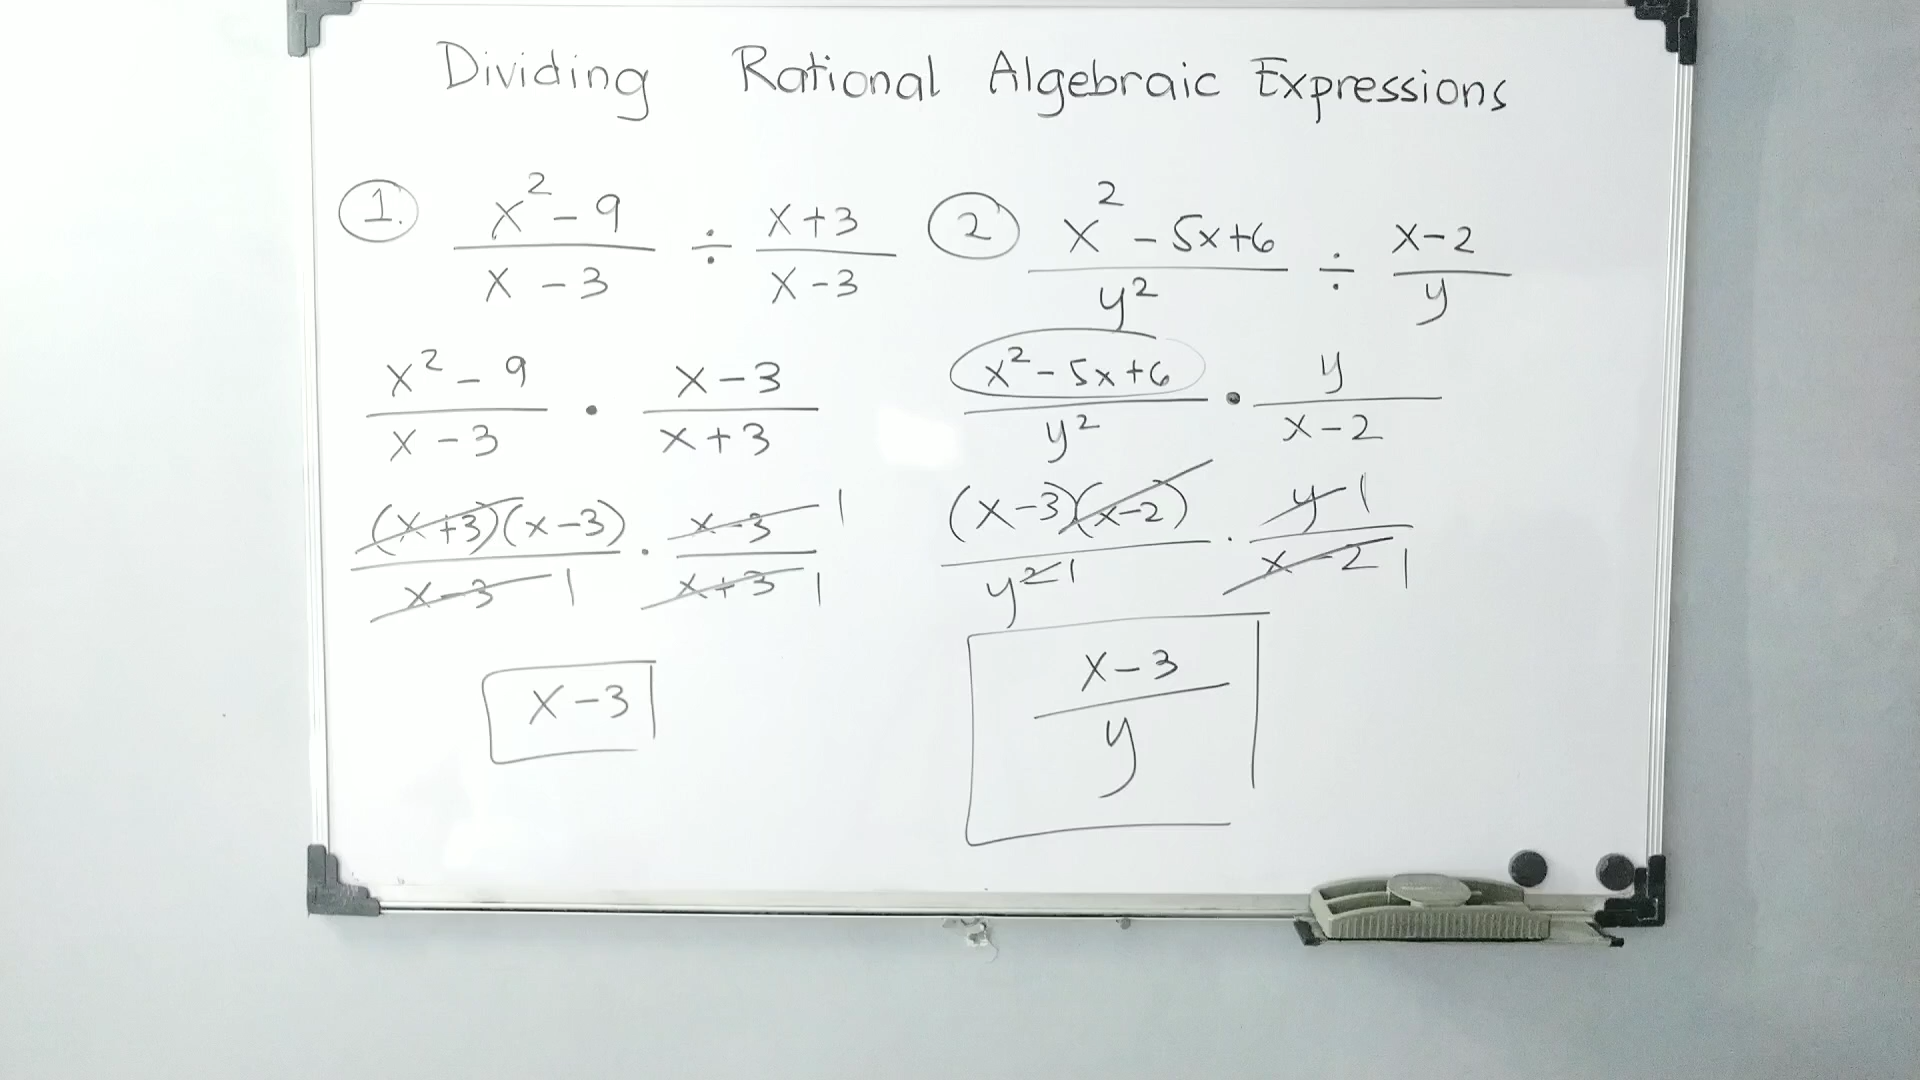 Dividing Rational Algebraic Expressions
1. x² - 9 / x - 3 ÷ x + 3 / x - 3
x² - 9 / x - 3 · x - 3 / x + 3
(x+3)(x-3) / x-3 1 · x-3 1 / x+3 1
x - 3
2 x² - 5x + 6 / y² ÷ x - 2 / y
x² - 5x + 6 / y² · y / x - 2
(x-3)(x-2) / y² 1 · y 1 / x-2 1
x - 3 / y